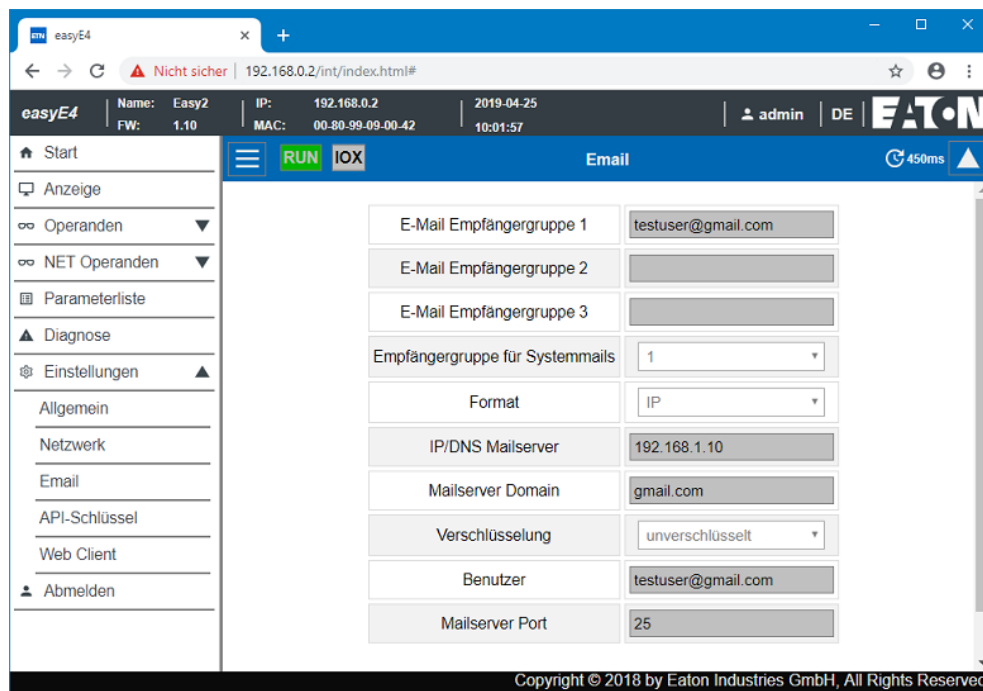 ETN easyE4
Nicht sicher | 192.168.0.2/int/index.html#
easyE4 Name: Easy2 IP: 192.168.0.2 2019-04-25 admin DE EATON
FW: 1.10 MAC: 00-80-99-09-00-42 10:01:57
Start
Anzeige
Operanden
NET Operanden
Parameterliste
Diagnose
Einstellungen
Allgemein
Netzwerk
Email
API-Schlüssel
Web Client
Abmelden
RUN IOX Email 450ms
E-Mail Empfängergruppe 1 testuser@gmail.com
E-Mail Empfängergruppe 2
E-Mail Empfängergruppe 3
Empfängergruppe für Systemmails 1
Format IP
IP/DNS Mailserver 192.168.1.10
Mailserver Domain gmail.com
Verschlüsselung unverschlüsselt
Benutzer testuser@gmail.com
Mailserver Port 25
Copyright © 2018 by Eaton Industries GmbH, All Rights Reserved